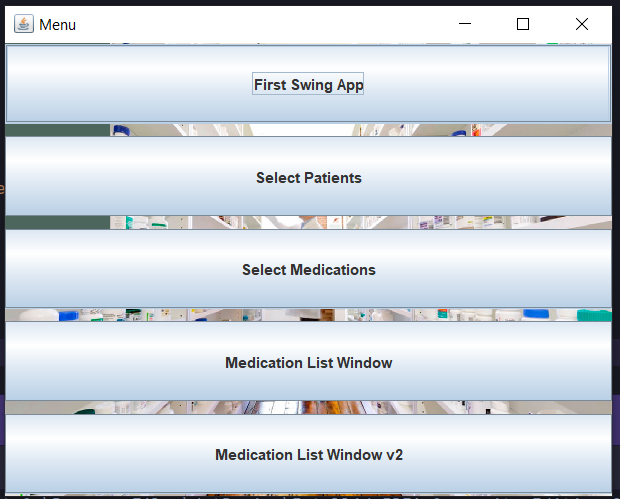 Menu
First Swing App
Select Patients
Select Medications
Medication List Window
Medication List Window v2